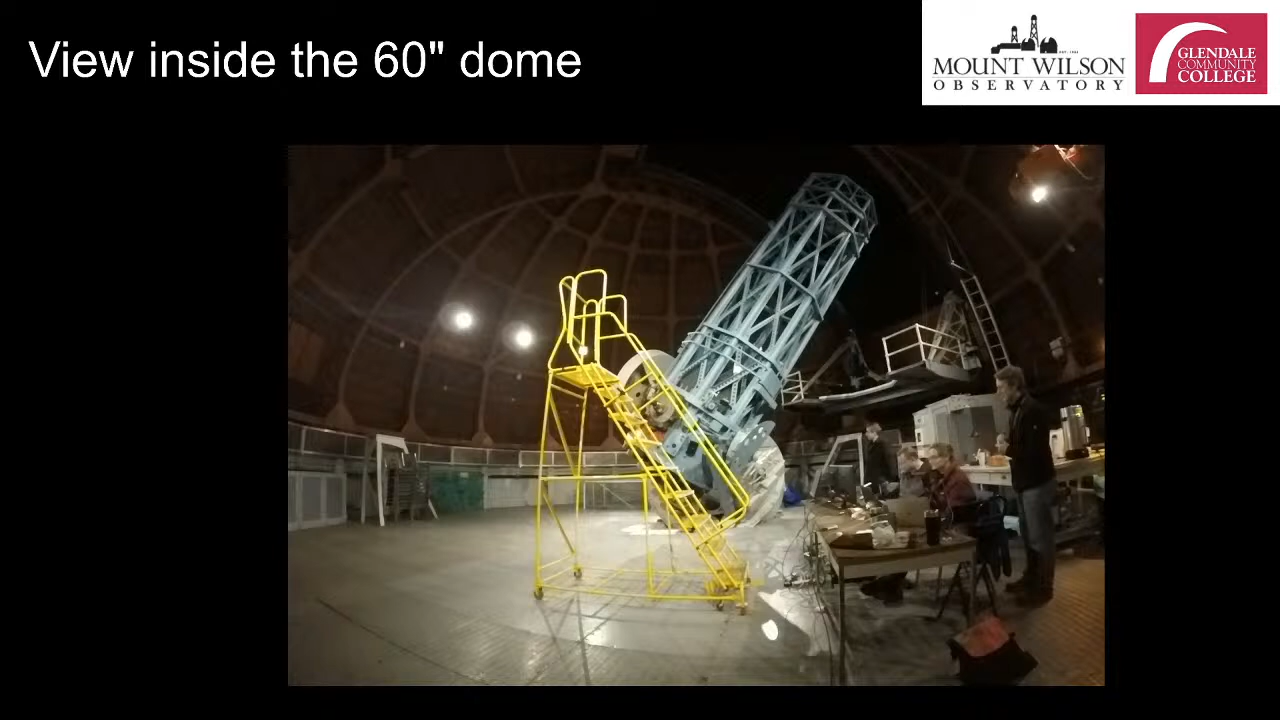 View inside the 60" dome
MOUNT WILSON
OBSERVATORY
GLENDALE
COMMUNITY
COLLEGE